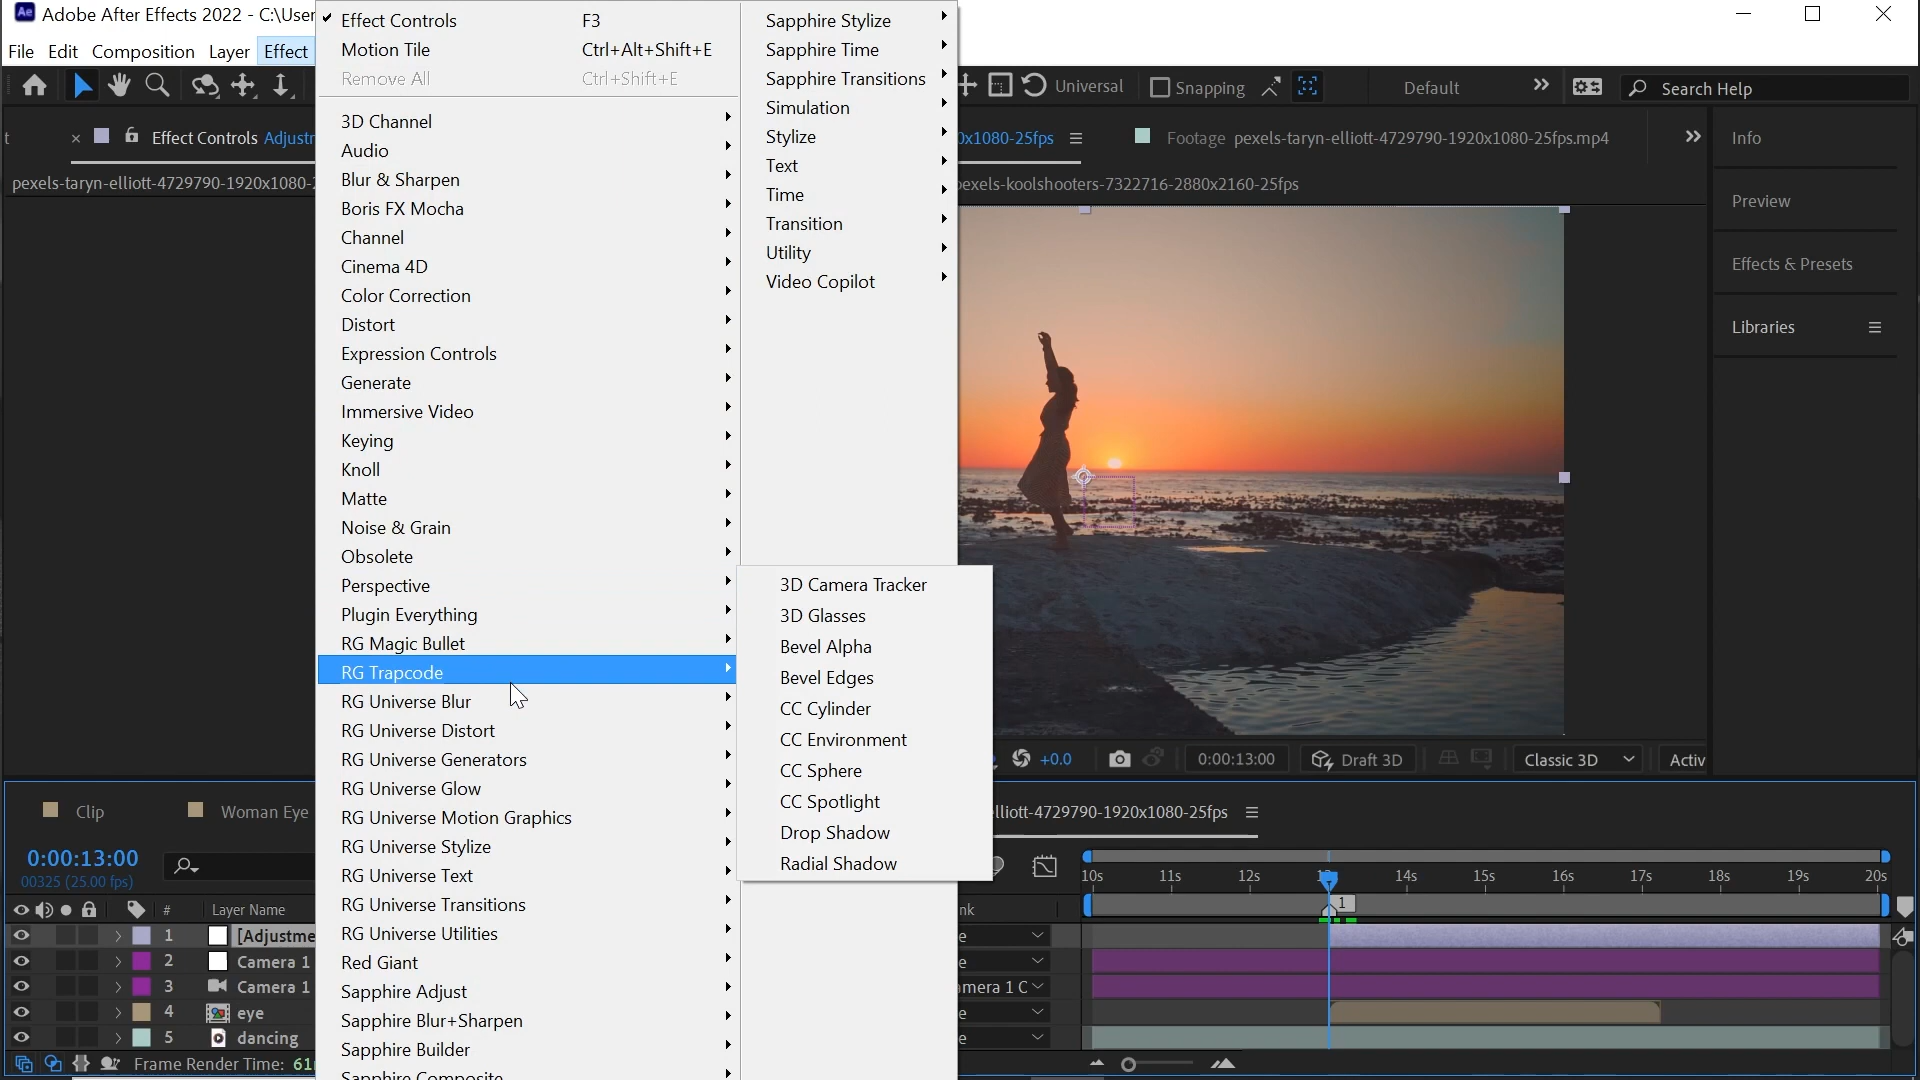 Adobe After Effects 2022 - C:\User
File Edit Composition Layer Effect
Effect Controls F3
Motion Tile Ctrl+Alt+Shift+E
Remove All Ctrl+Shift+E
3D Channel
Audio
Blur & Sharpen
Boris FX Mocha
Channel
Cinema 4D
Color Correction
Distort
Expression Controls
Generate
Immersive Video
Keying
Knoll
Matte
Noise & Grain
Obsolete
Perspective
Plugin Everything
RG Magic Bullet
RG Trapcode
RG Universe Blur
RG Universe Distort
RG Universe Generators
RG Universe Glow
RG Universe Motion Graphics
RG Universe Stylize
RG Universe Text
RG Universe Transitions
RG Universe Utilities
Red Giant
Sapphire Adjust
Sapphire Blur+Sharpen
Sapphire Builder
Sapphire Composite
Sapphire Stylize
Sapphire Time
Sapphire Transitions
Simulation
Stylize
Text
Time
Transition
Utility
Video Copilot
3D Camera Tracker
3D Glasses
Bevel Alpha
Bevel Edges
CC Cylinder
CC Environment
CC Sphere
CC Spotlight
Drop Shadow
Radial Shadow
Universal Snapping Default Search Help
t Effect Controls Adjustr
pexels-taryn-elliott-4729790-1920x1080-2
0x1080-25fps Footage pexels-taryn-elliott-4729790-1920x1080-25fps.mp4
pexels-koolshooters-7322716-2880x2160-25fps
Info
Preview
Effects & Presets
Libraries
+0.0 0:00:13:00 Draft 3D Classic 3D Activ
Clip Woman Eye
lliott-4729790-1920x1080-25fps
0:00:13:00
00325 (25.00 fps)
10s 11s 12s 13s 14s 15s 16s 17s 18s 19s 20s
# Layer Name nk
1
1 [Adjustme e
2 Camera 1 e
3 Camera 1 amera 1 C
4 eye e
5 dancing e
Frame Render Time: 61